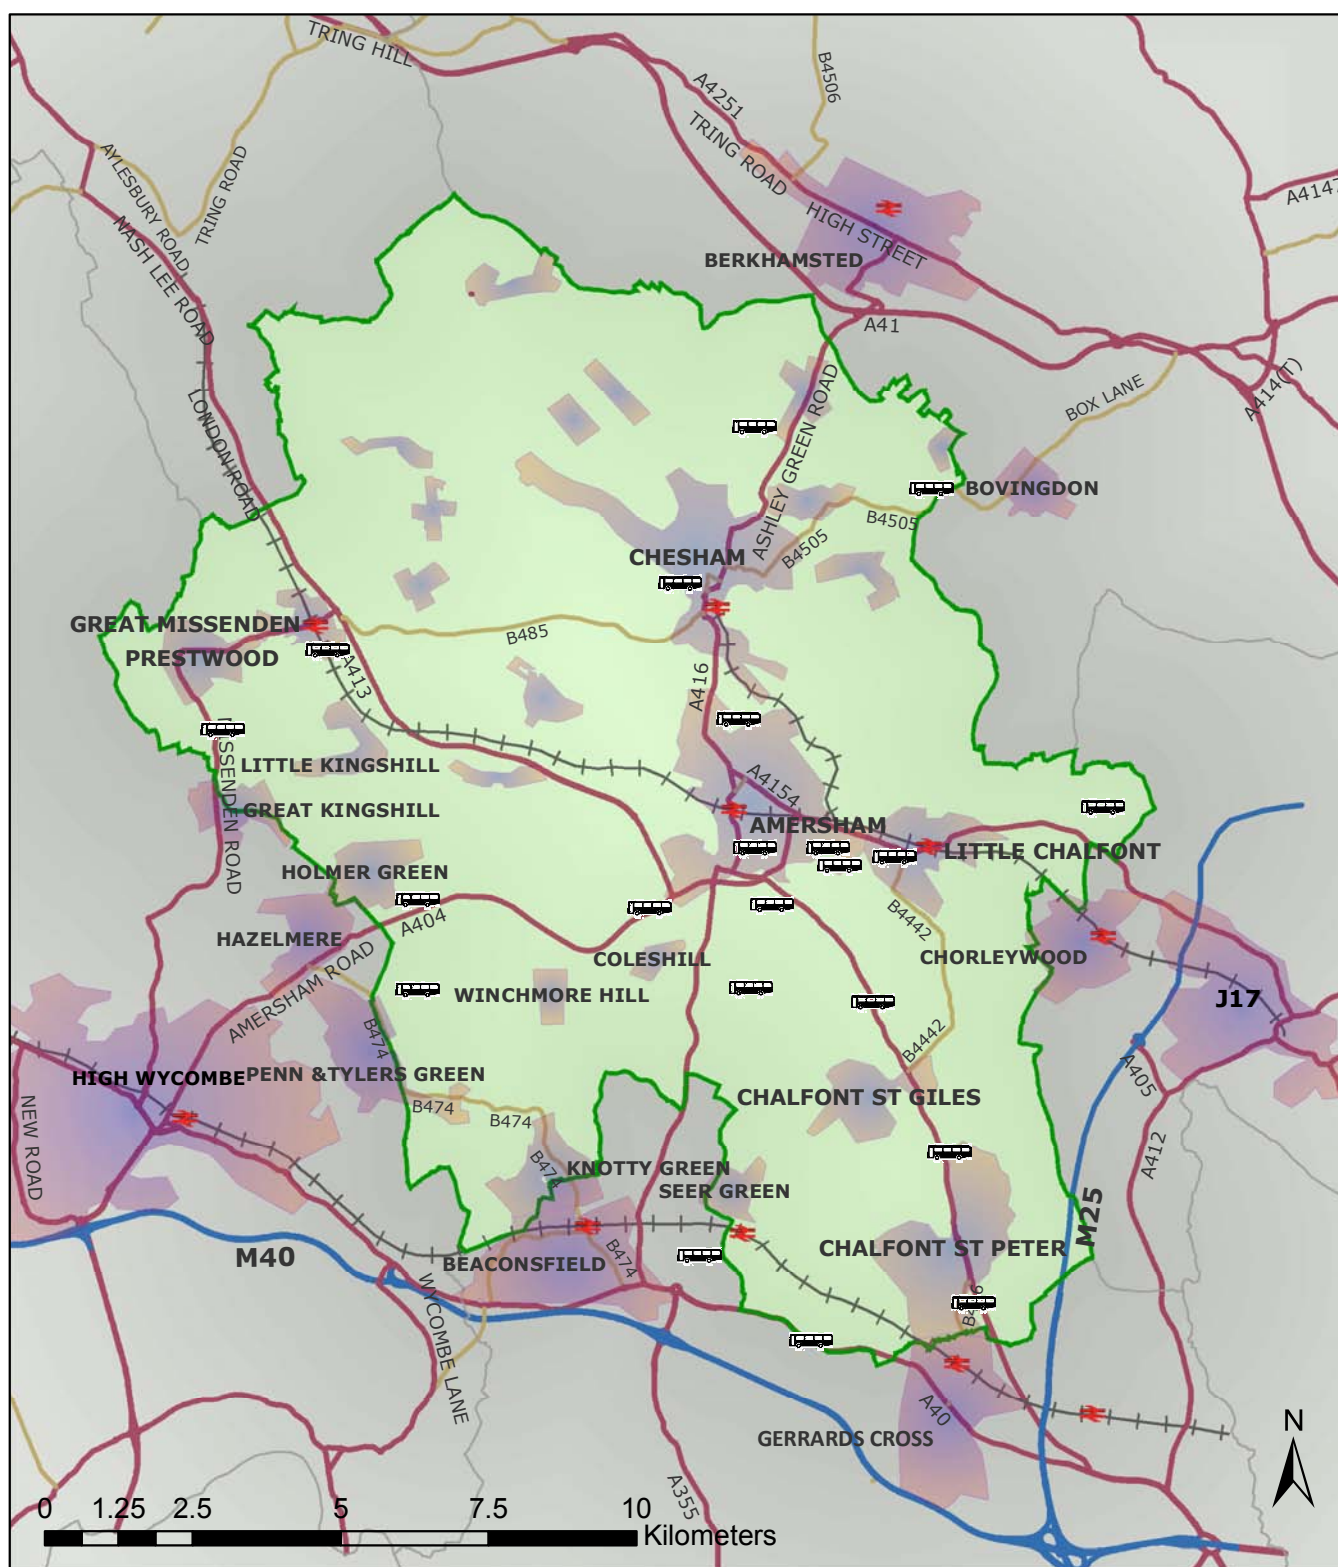 TRING HILL
B4506
A4251
TRING ROAD
A4147
AYLESBURY ROAD
TRING ROAD
NASH LEE ROAD
HIGH STREET
BERKHAMSTED
A41
BOX LANE
A414(T)
LONDON ROAD
ASHLEY GREEN ROAD
BOVINGDON
B4505
B4505
CHESHAM
GREAT MISSENDEN
B485
PRESTWOOD
A413
A416
MISSENDEN ROAD
LITTLE KINGSHILL
A4154
GREAT KINGSHILL
AMERSHAM
LITTLE CHALFONT
HOLMER GREEN
A404
B4442
HAZELMERE
COLESHILL
CHORLEYWOOD
AMERSHAM ROAD
WINCHMORE HILL
J17
B474
B4442
A405
HIGH WYCOMBE
PENN &TYLERS GREEN
NEW ROAD
B474
B474
CHALFONT ST GILES
A412
B474
KNOTTY GREEN
SEER GREEN
M25
M40
BEACONSFIELD
B474
CHALFONT ST PETER
WYCOMBE LANE
A40
GERRARDS CROSS
A355
N
0 1.25 2.5 5 7.5 10
Kilometers